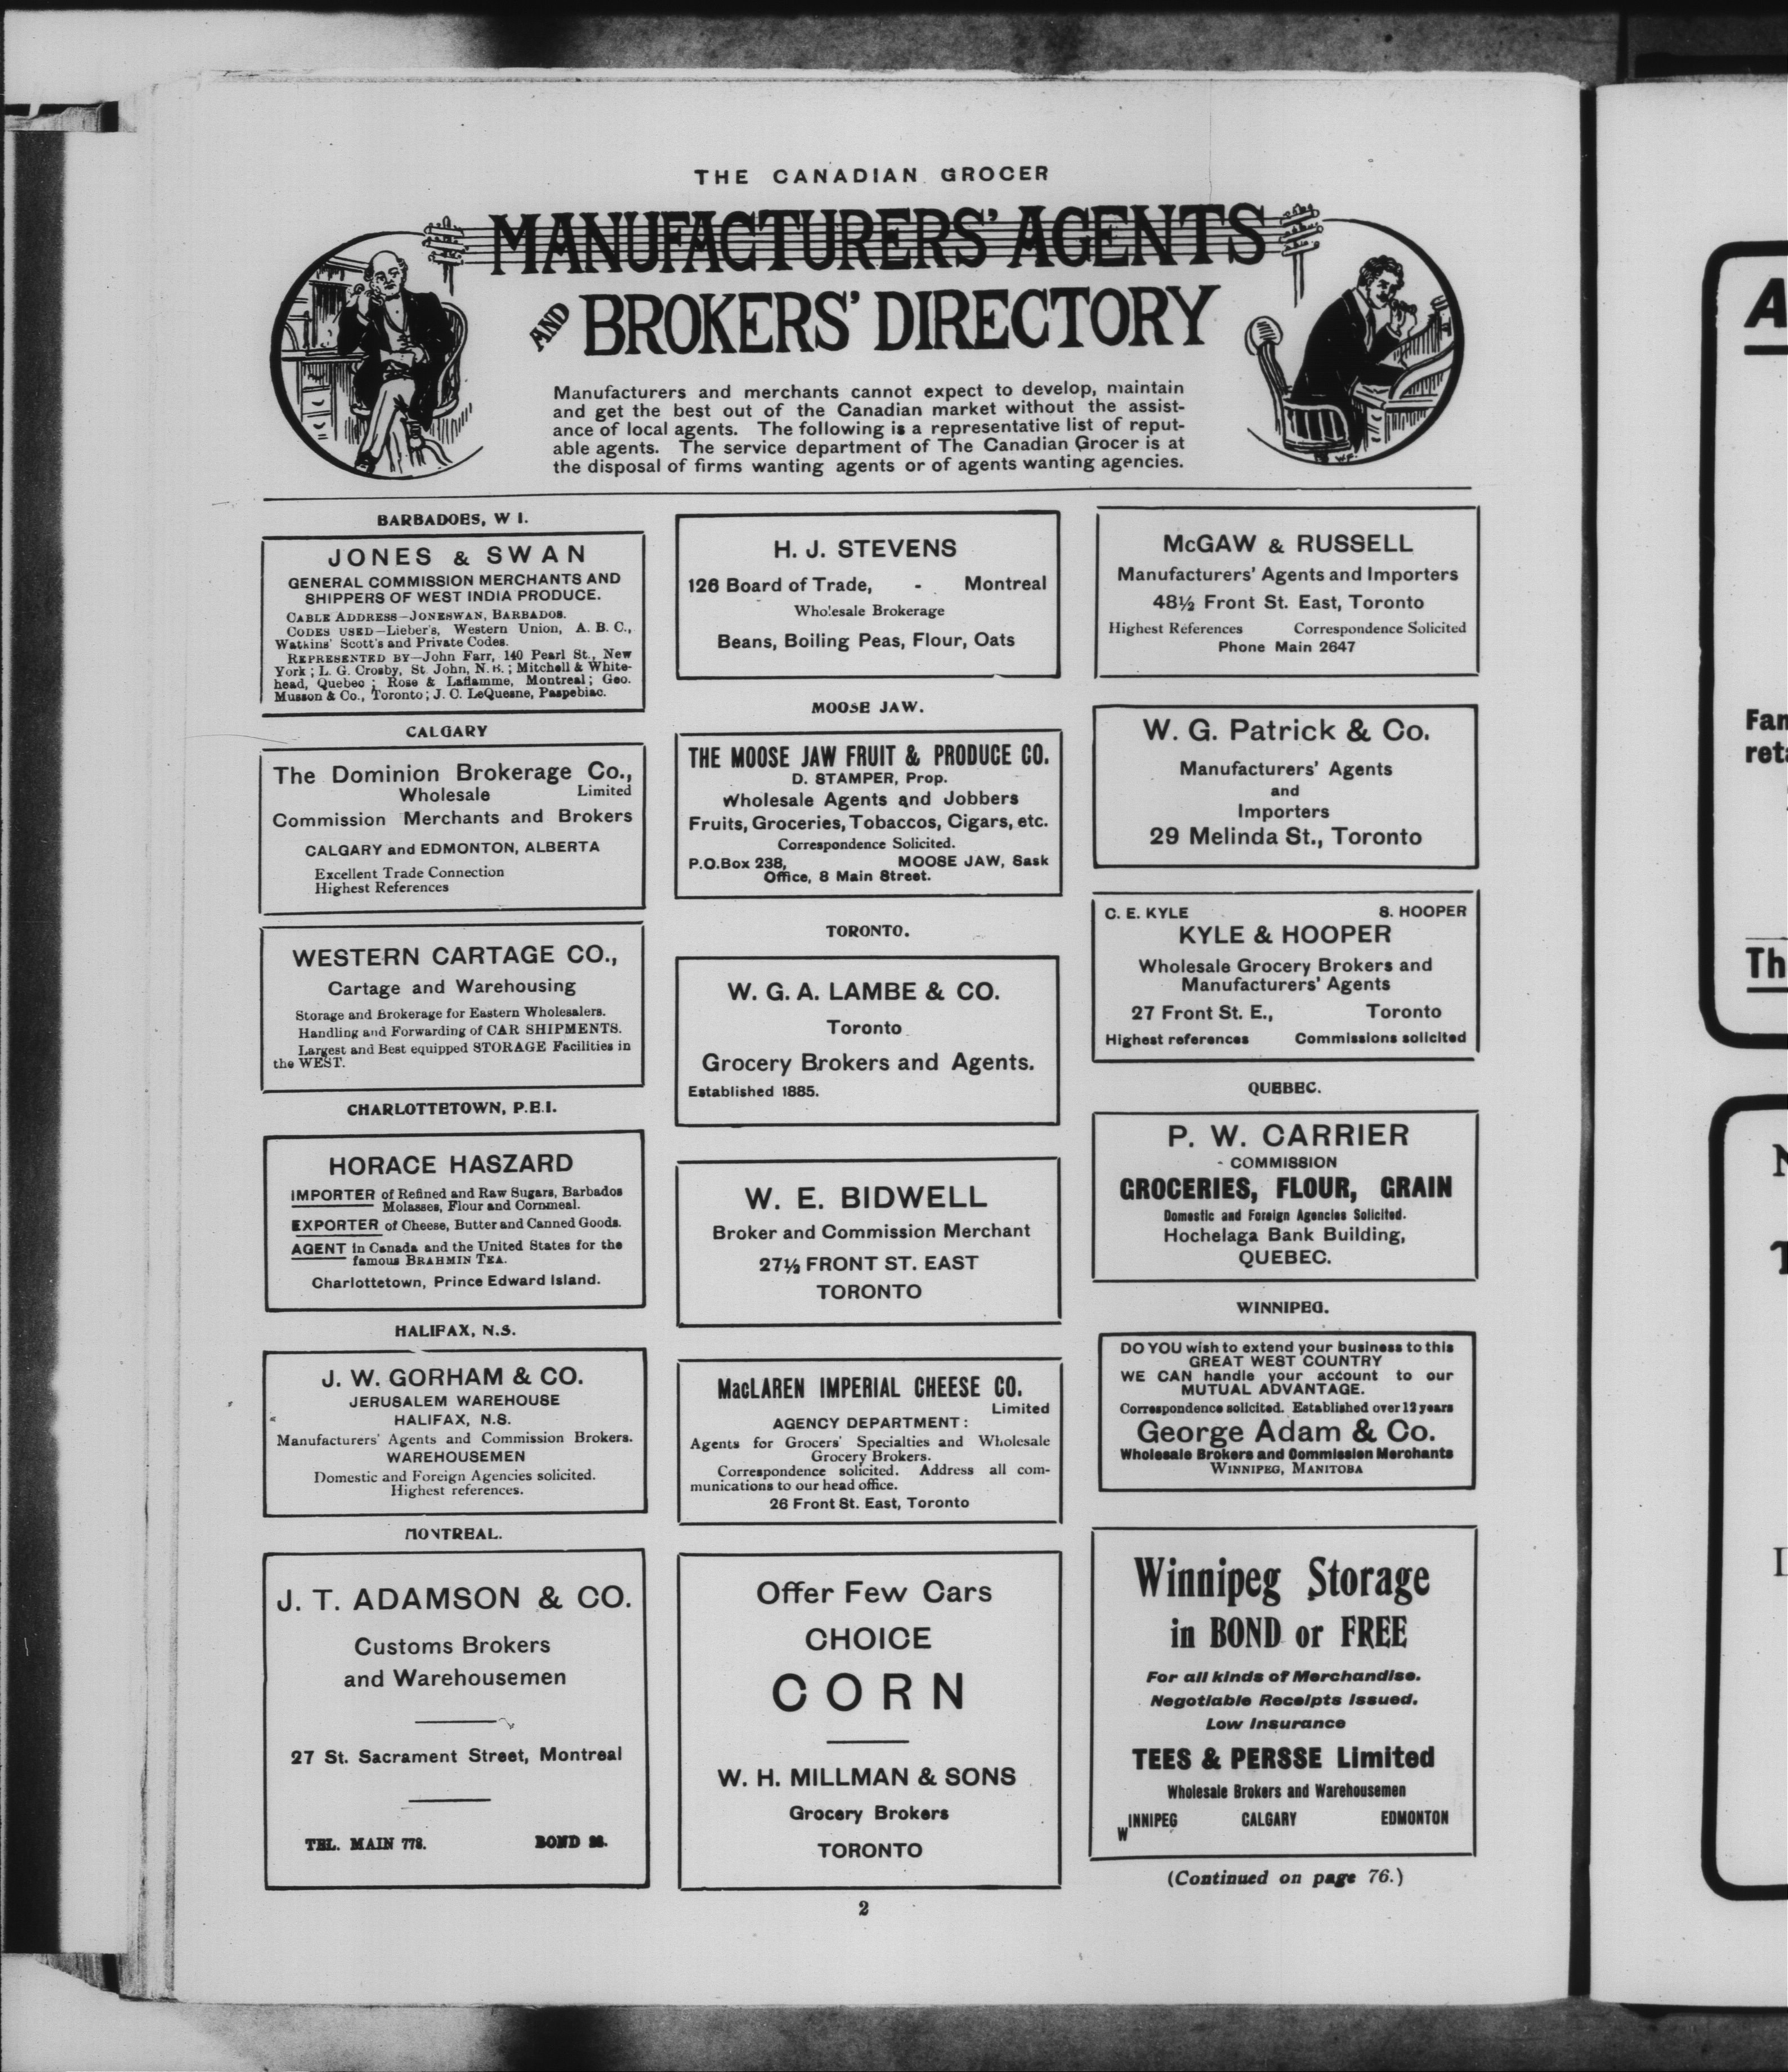 THE CANADIAN GROCER
MANUFACTURERS' AGENTS
AND BROKERS' DIRECTORY
Manufacturers and merchants cannot expect to develop, maintain
and get the best out of the Canadian market without the assist-
ance of local agents. The following is a representative list of reput-
able agents. The service department of The Canadian Grocer is at
the disposal of firms wanting agents or of agents wanting agencies.
BARBADOES, W I.
JONES & SWAN
GENERAL COMMISSION MERCHANTS AND
SHIPPERS OF WEST INDIA PRODUCE.
CABLE ADDRESS—JONESWAN, BARBADOS.
CODES USED—Lieber's, Western Union, A. B. C.,
Watkins' Scott's and Private Codes.
REPRESENTED BY—John Farr, 140 Pearl St., New
York; L. G. Crosby, St. John, N.B.; Mitchell & White-
head, Quebec; Rose & Laflamme, Montreal; Geo.
Musson & Co., Toronto; J. C. LeQuesne, Paspebiac.
CALGARY
The Dominion Brokerage Co.,
Wholesale Limited
Commission Merchants and Brokers
CALGARY and EDMONTON, ALBERTA
Excellent Trade Connection
Highest References
WESTERN CARTAGE CO.,
Cartage and Warehousing
Storage and Brokerage for Eastern Wholesalers.
Handling and Forwarding of CAR SHIPMENTS.
Largest and Best equipped STORAGE Facilities in
the WEST.
CHARLOTTETOWN, P.E.I.
HORACE HASZARD
IMPORTER of Refined and Raw Sugars, Barbados
Molasses, Flour and Cornmeal.
EXPORTER of Cheese, Butter and Canned Goods.
AGENT in Canada and the United States for the
famous BRAHMIN TEA.
Charlottetown, Prince Edward Island.
HALIFAX, N.S.
J. W. GORHAM & CO.
JERUSALEM WAREHOUSE
HALIFAX, N.S.
Manufacturers' Agents and Commission Brokers.
WAREHOUSEMEN
Domestic and Foreign Agencies solicited.
Highest references.
MONTREAL.
J. T. ADAMSON & CO.
Customs Brokers
and Warehousemen
27 St. Sacrament Street, Montreal
TEL. MAIN 778. BOND
H. J. STEVENS
126 Board of Trade, - Montreal
Wholesale Brokerage
Beans, Boiling Peas, Flour, Oats
MOOSE JAW.
THE MOOSE JAW FRUIT & PRODUCE CO.
D. STAMPER, Prop.
Wholesale Agents and Jobbers
Fruits, Groceries, Tobaccos, Cigars, etc.
Correspondence Solicited.
P.O.Box 238, MOOSE JAW, Sask
Office, 8 Main Street.
TORONTO.
W. G. A. LAMBE & CO.
Toronto
Grocery Brokers and Agents.
Established 1885.
W. E. BIDWELL
Broker and Commission Merchant
27½ FRONT ST. EAST
TORONTO
MacLAREN IMPERIAL CHEESE CO.
Limited
AGENCY DEPARTMENT:
Agents for Grocers' Specialties and Wholesale
Grocery Brokers.
Correspondence solicited. Address all com-
munications to our head office.
26 Front St. East, Toronto
Offer Few Cars
CHOICE
CORN
W. H. MILLMAN & SONS
Grocery Brokers
TORONTO
McGAW & RUSSELL
Manufacturers' Agents and Importers
48½ Front St. East, Toronto
Highest References Correspondence Solicited
Phone Main 2647
W. G. Patrick & Co.
Manufacturers' Agents
and
Importers
29 Melinda St., Toronto
C. E. KYLE S. HOOPER
KYLE & HOOPER
Wholesale Grocery Brokers and
Manufacturers' Agents
27 Front St. E., Toronto
Highest references Commissions solicited
QUEBEC.
P. W. CARRIER
COMMISSION
GROCERIES, FLOUR, GRAIN
Domestic and Foreign Agencies Solicited.
Hochelaga Bank Building,
QUEBEC.
WINNIPEG.
DO YOU wish to extend your business to this
GREAT WEST COUNTRY
WE CAN handle your account to our
MUTUAL ADVANTAGE.
Correspondence solicited. Established over 12 years
George Adam & Co.
Wholesale Brokers and Commission Merchants
WINNIPEG, MANITOBA
Winnipeg Storage
in BOND or FREE
For all kinds of Merchandise.
Negotiable Receipts Issued.
Low Insurance
TEES & PERSSE Limited
Wholesale Brokers and Warehousemen
WINNIPEG CALGARY EDMONTON
(Continued on page 76.)
2